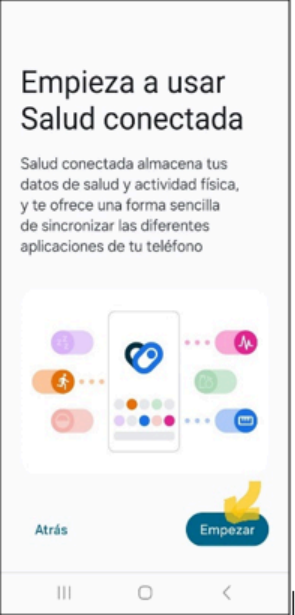 Empieza a usar
Salud conectada
Salud conectada almacena tus
datos de salud y actividad física,
y te ofrece una forma sencilla
de sincronizar las diferentes
aplicaciones de tu teléfono
Atrás
Empezar